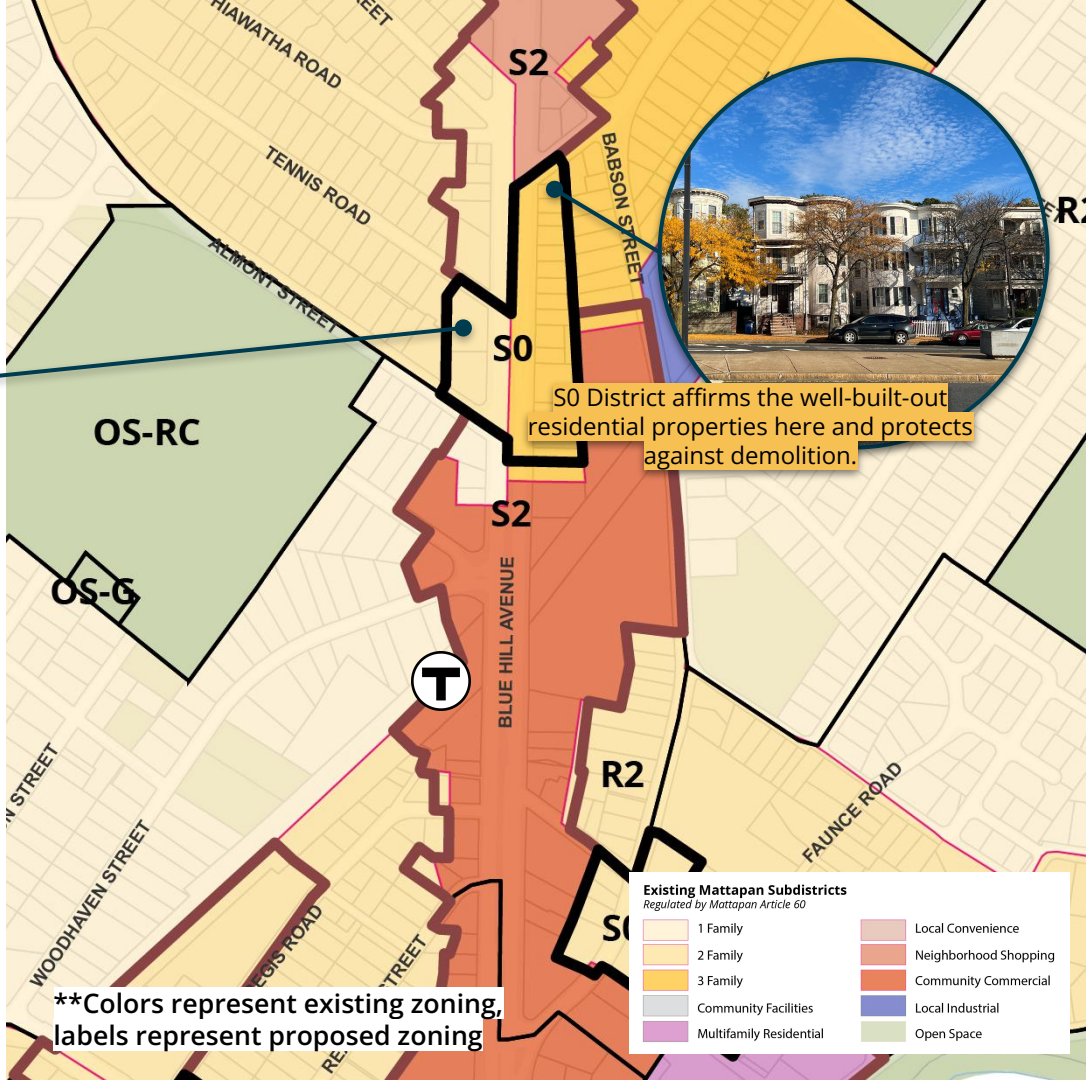 HIAWATHA ROAD
S2
TENNIS ROAD
BABSON STREET
ALMONT STREET
S0
OS-RC
S0 District affirms the well-built-out
residential properties here and protects
against demolition.
S2
OS-G
BLUE HILL AVENUE
T
R2
FAUNCE ROAD
WOODHAVEN STREET
STREET
**Colors represent existing zoning,
labels represent proposed zoning
Existing Mattapan Subdistricts
Regulated by Mattapan Article 60
1 Family
2 Family
3 Family
Community Facilities
Multifamily Residential
Local Convenience
Neighborhood Shopping
Community Commercial
Local Industrial
Open Space